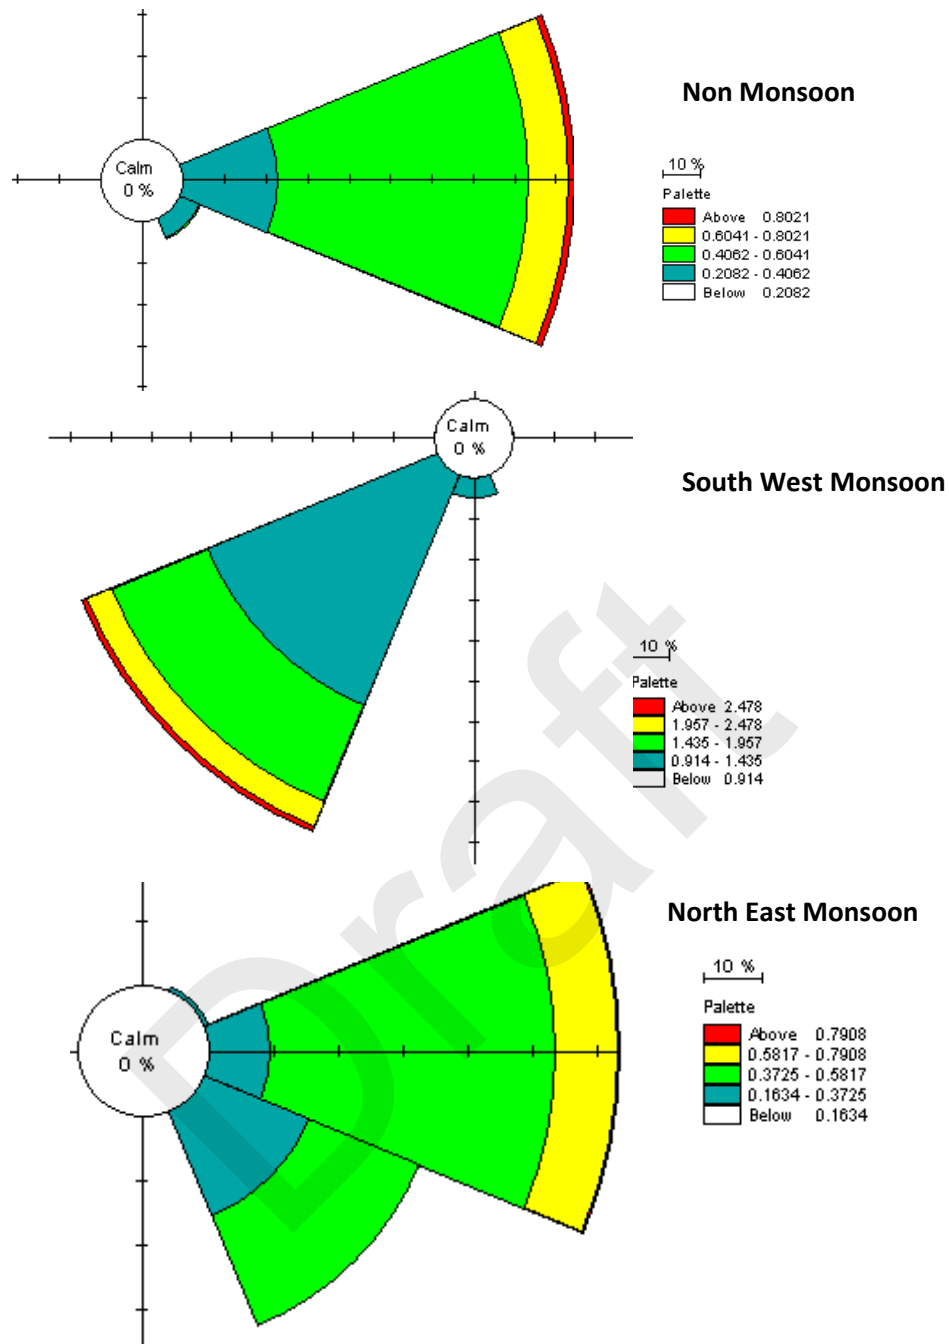 Non Monsoon
Calm
0 %
10 %
Palette
Above 0.8021
0.6041 - 0.8021
0.4062 - 0.6041
0.2082 - 0.4062
Below 0.2082
Calm
0 %
South West Monsoon
10 %
Palette
Above 2.478
1.957 - 2.478
1.435 - 1.957
0.914 - 1.435
Below 0.914
North East Monsoon
Calm
0 %
10 %
Palette
Above 0.7908
0.5817 - 0.7908
0.3725 - 0.5817
0.1634 - 0.3725
Below 0.1634
Draft